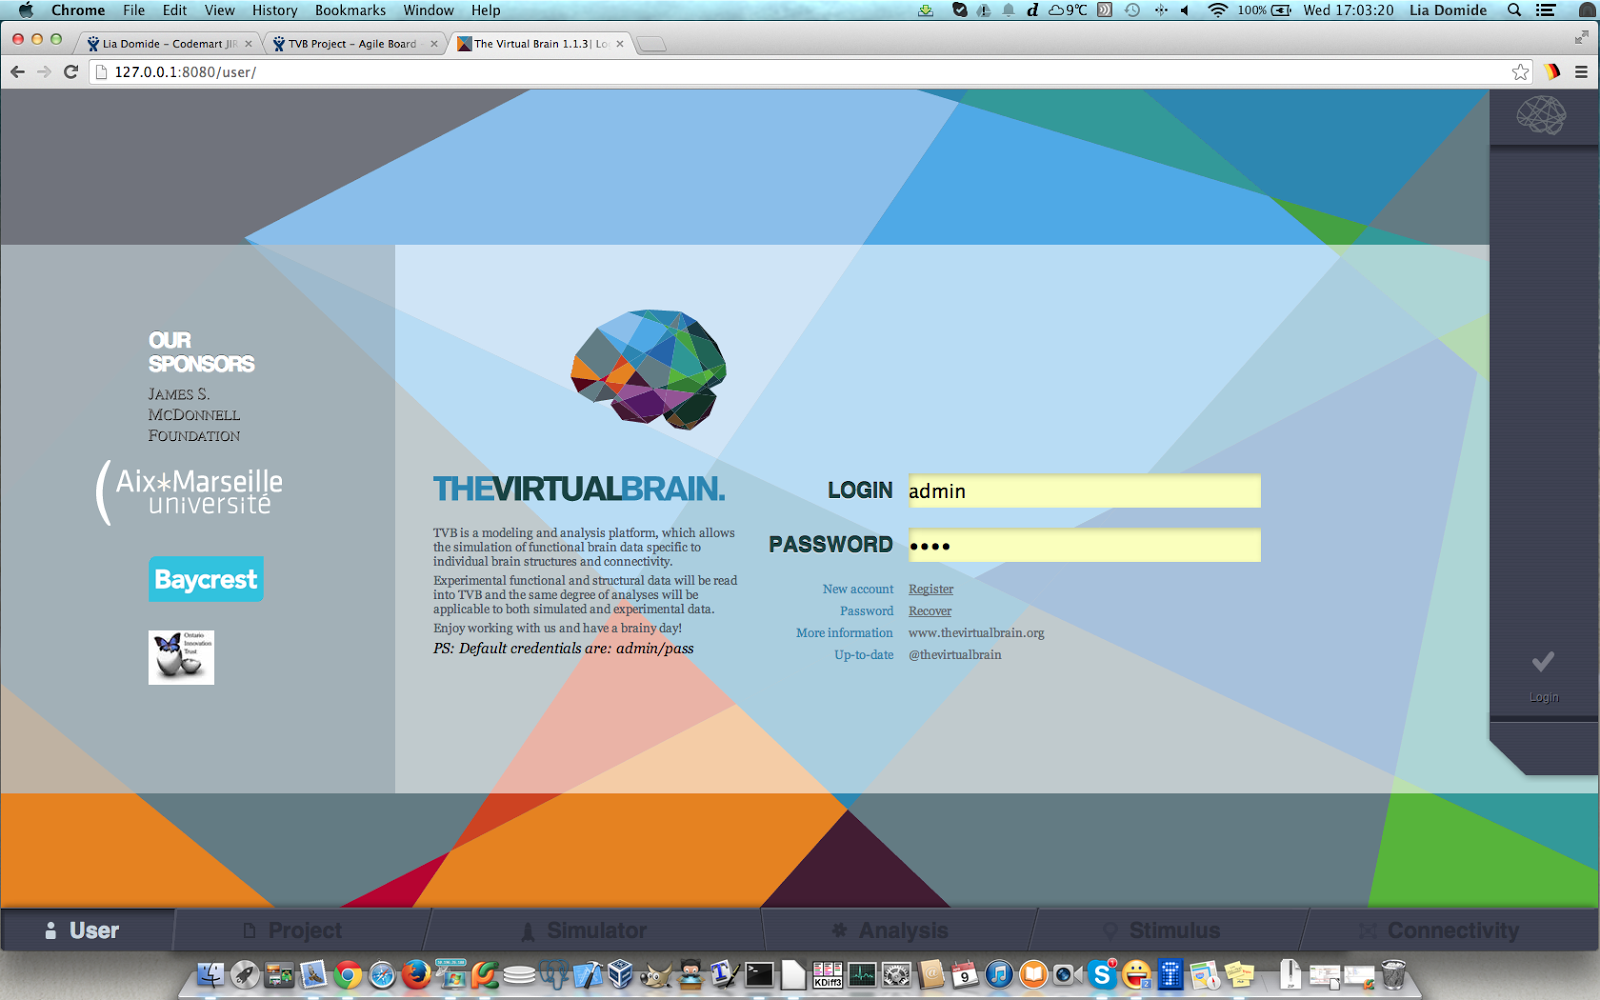 Chrome File Edit View History Bookmarks Window Help
9°C 100% Wed 17:03:20 Lia Domide
Lia Domide – Codemart JIR
TVB Project – Agile Board
The Virtual Brain 1.1.3| Lo
127.0.0.1:8080/user/
OUR
SPONSORS
JAMES S.
MCDONNELL
FOUNDATION
Aix*Marseille
université
Baycrest
Ontario
Innovation
Trust
THEVIRTUALBRAIN.
TVB is a modeling and analysis platform, which allows
the simulation of functional brain data specific to
individual brain structures and connectivity.
Experimental functional and structural data will be read
into TVB and the same degree of analyses will be
applicable to both simulated and experimental data.
Enjoy working with us and have a brainy day!
PS: Default credentials are: admin/pass
LOGIN admin
PASSWORD ••••
New account Register
Password Recover
More information www.thevirtualbrain.org
Up-to-date @thevirtualbrain
Login
User Project Simulator Analysis Stimulus Connectivity
KDiff3
9